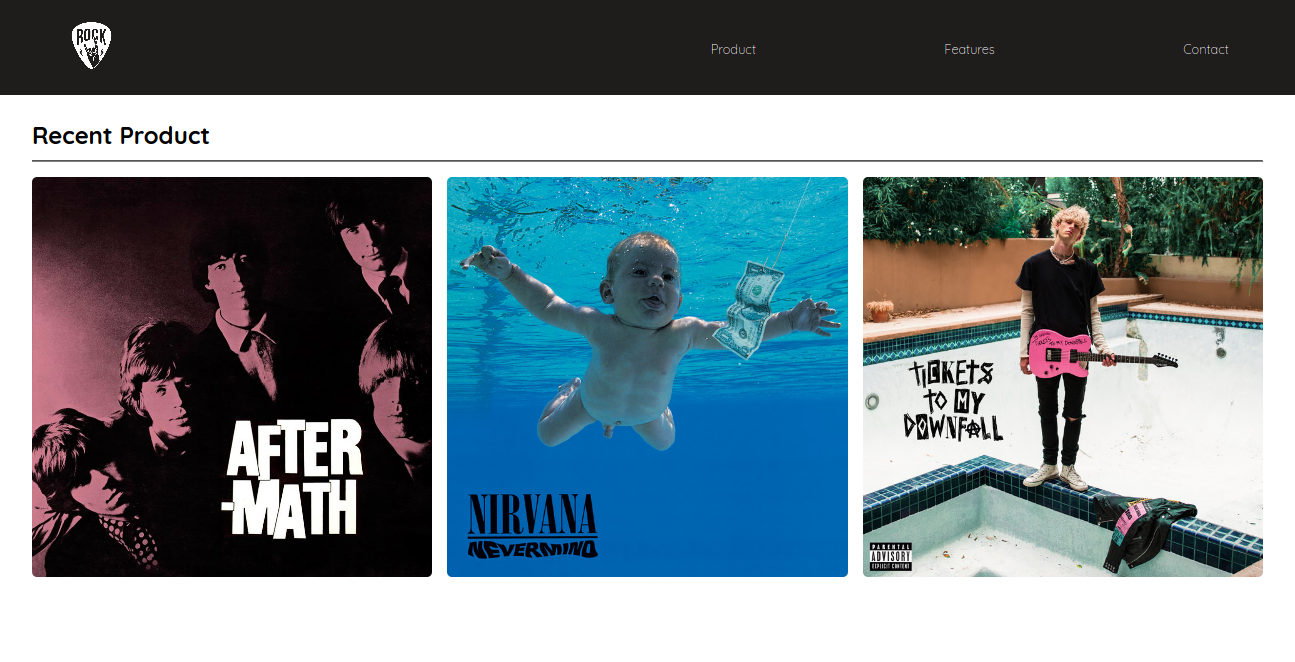 ROCK
Product
Features
Contact
Recent Product
AFTER
-MATH
NIRVANA
NEVERMIND
TICKETS
TO MY
DOWNFALL
PARENTAL
ADVISORY
EXPLICIT CONTENT